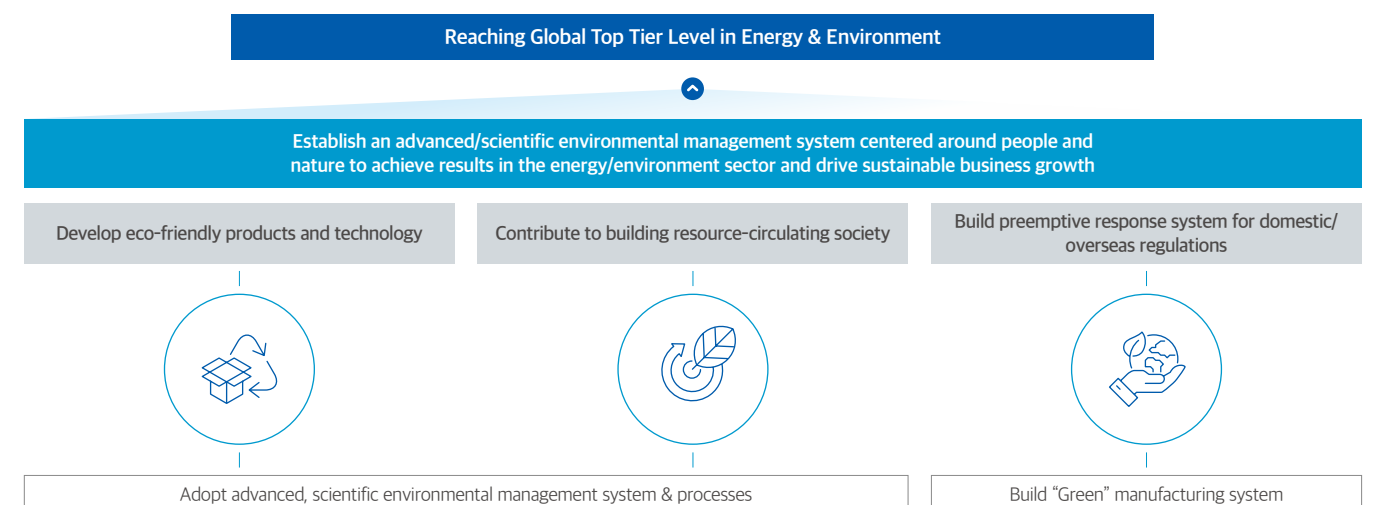 Reaching Global Top Tier Level in Energy & Environment
Establish an advanced/scientific environmental management system centered around people and
nature to achieve results in the energy/environment sector and drive sustainable business growth
Develop eco-friendly products and technology
Contribute to building resource-circulating society
Build preemptive response system for domestic/
overseas regulations
Adopt advanced, scientific environmental management system & processes
Build “Green” manufacturing system